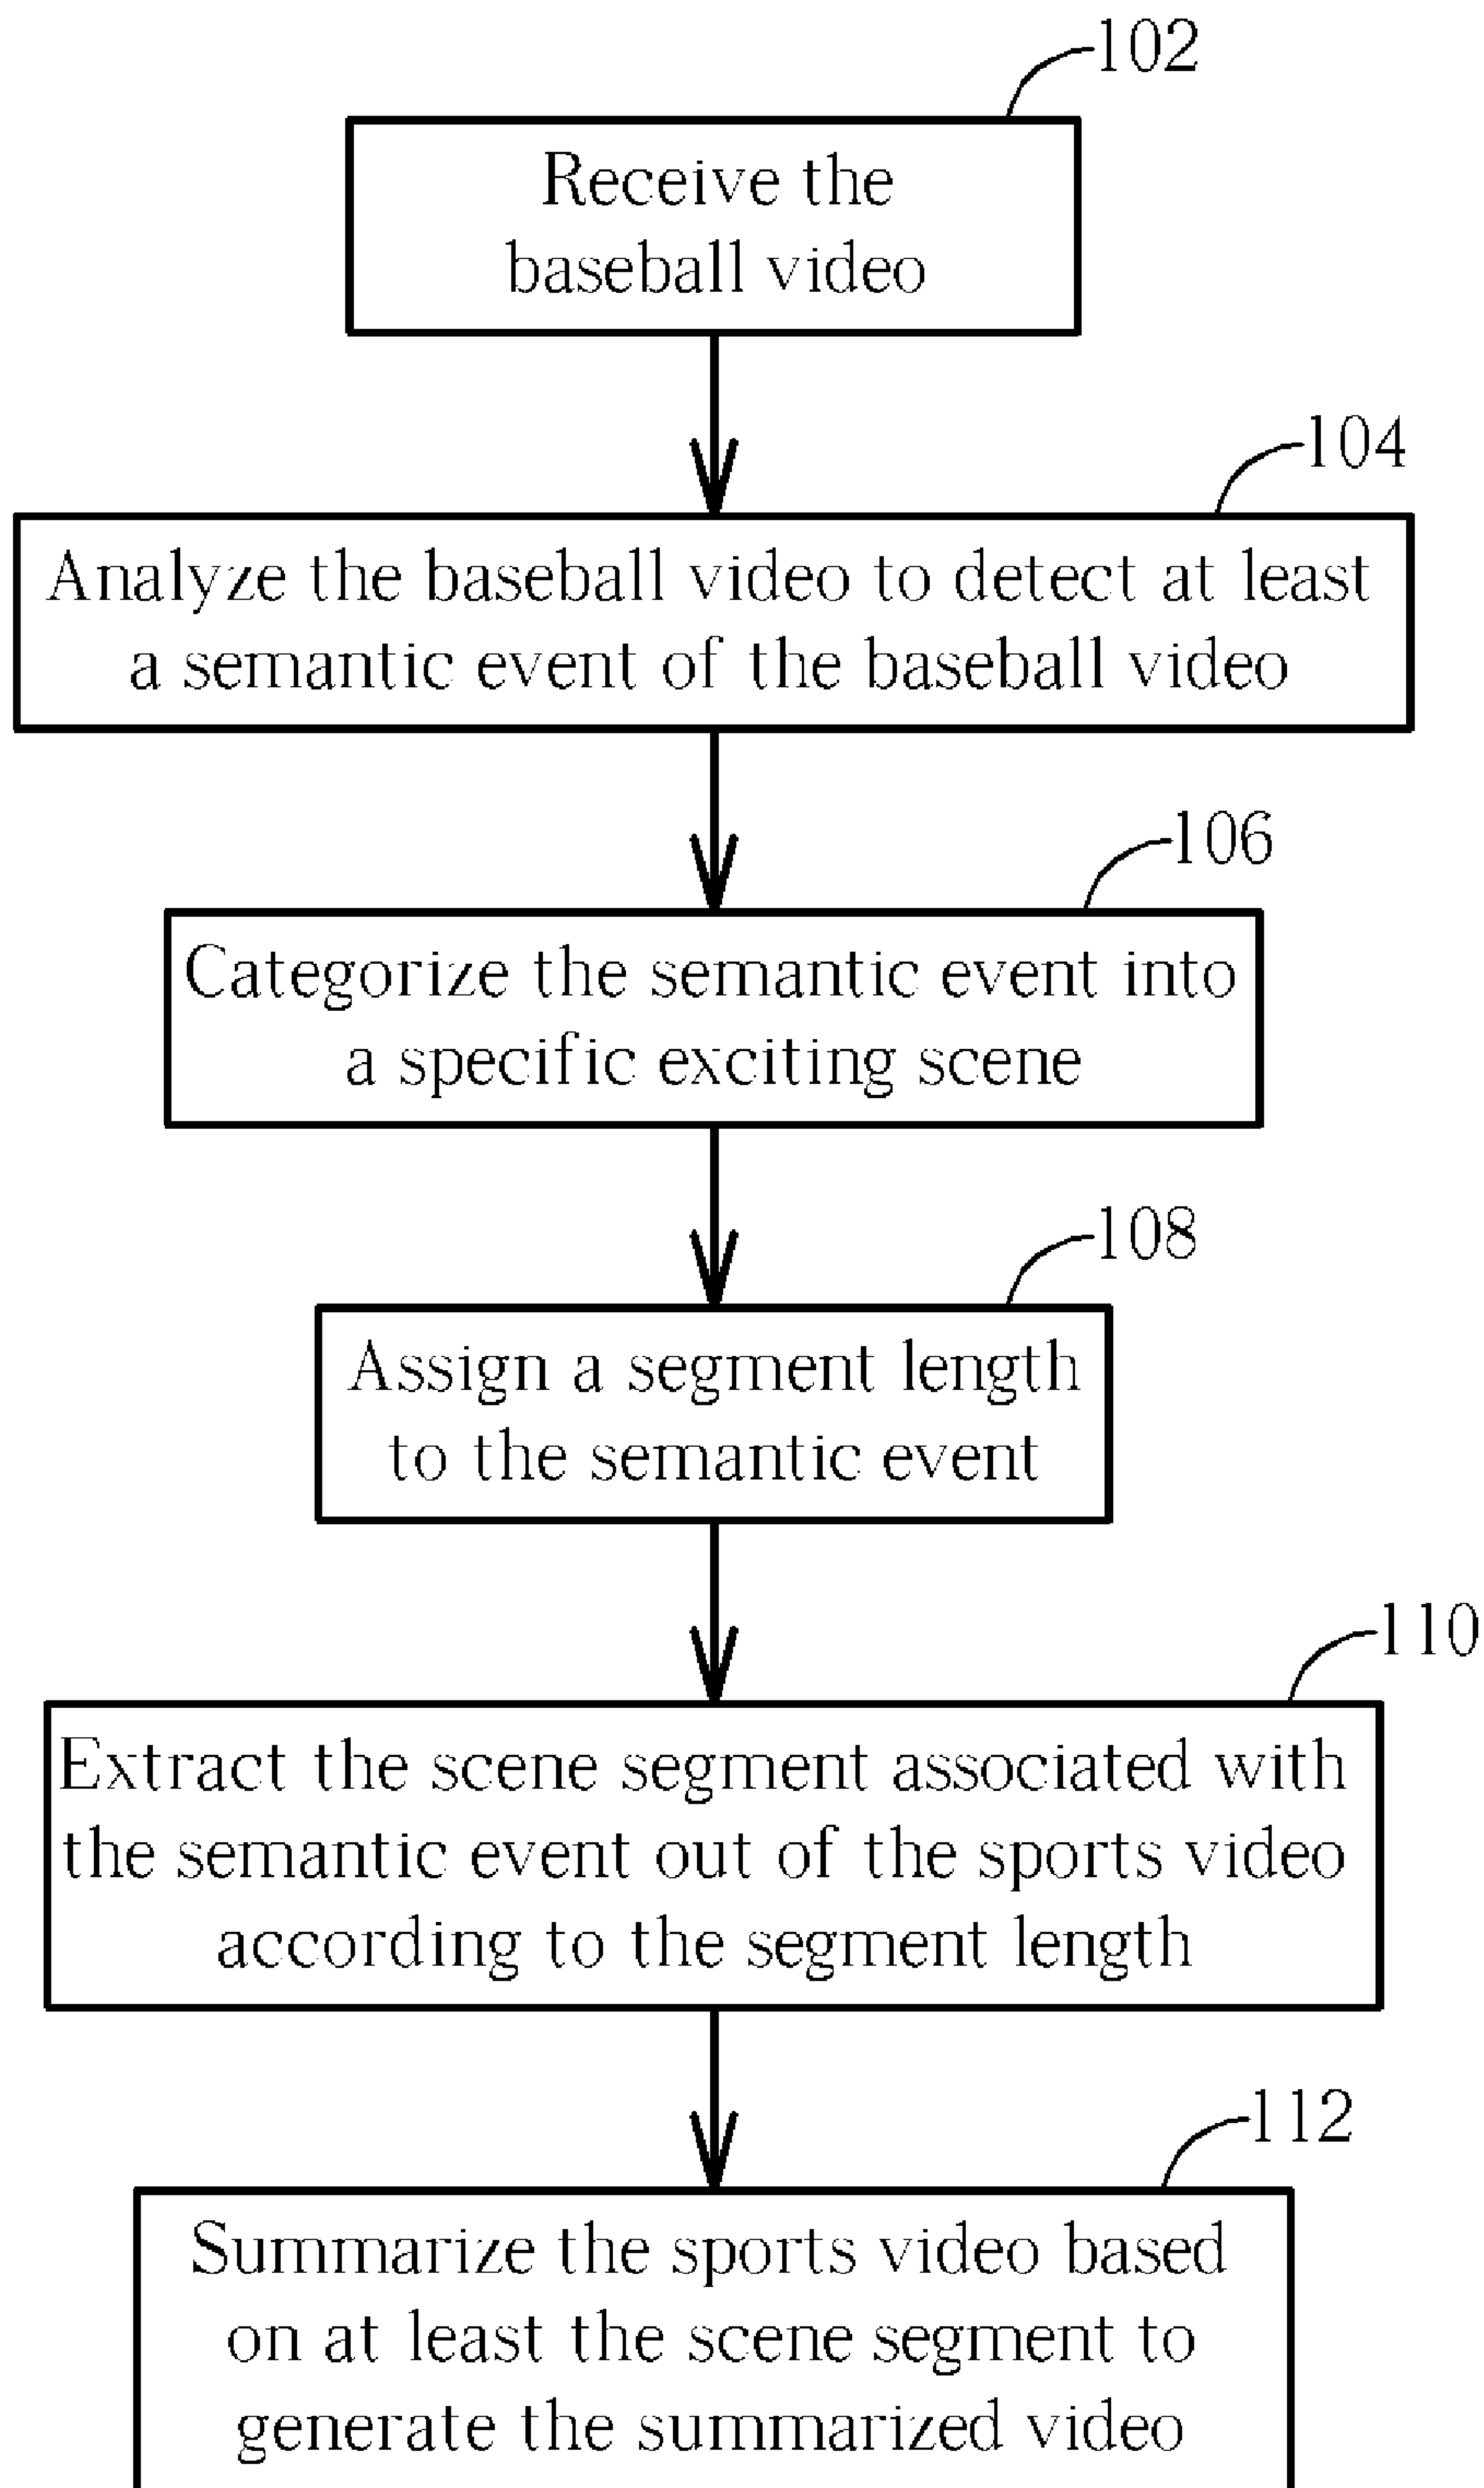 102
Receive the
baseball video
104
Analyze the baseball video to detect at least
a semantic event of the baseball video
106
Categorize the semantic event into
a specific exciting scene
108
Assign a segment length
to the semantic event
110
Extract the scene segment associated with
the semantic event out of the sports video
according to the segment length
112
Summarize the sports video based
on at least the scene segment to
generate the summarized video